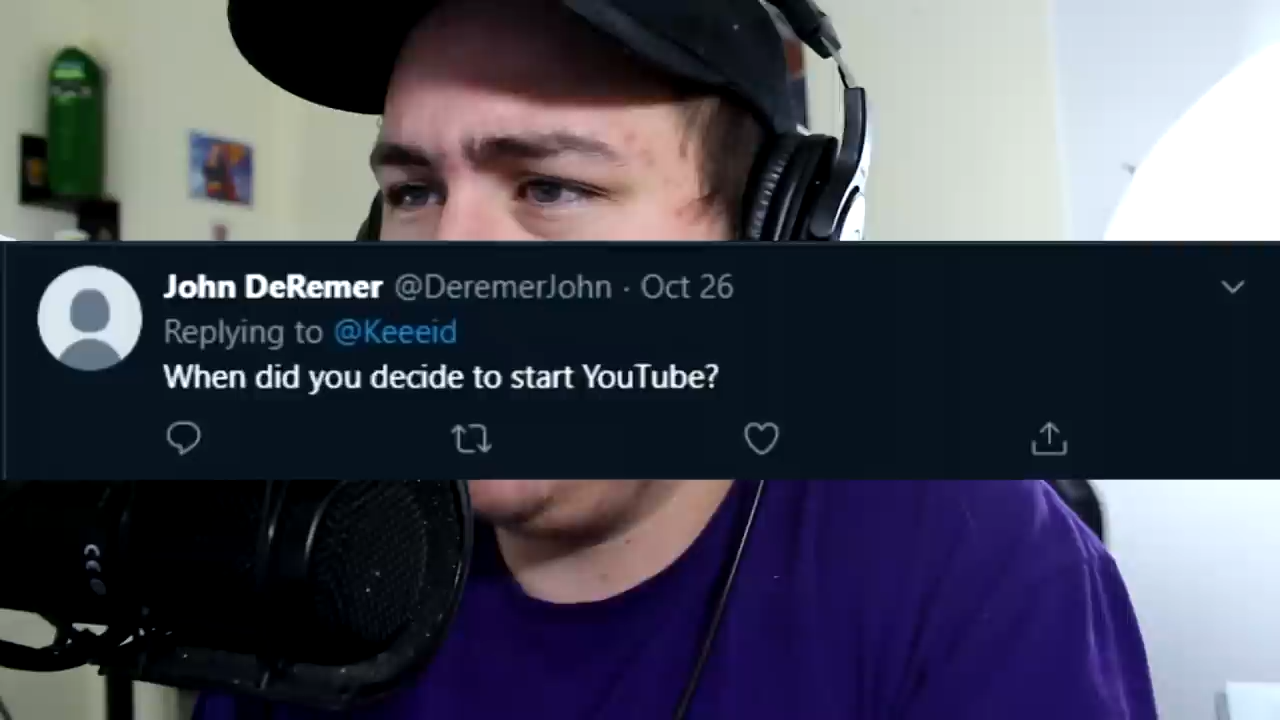 John DeRemer @DeremerJohn · Oct 26
Replying to @Keeeid
When did you decide to start YouTube?